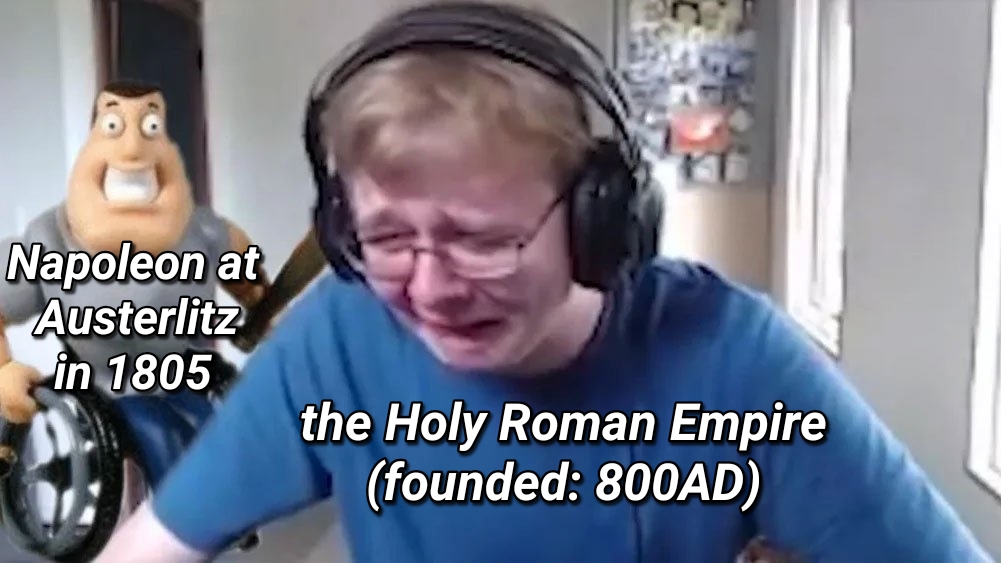 Napoleon at
Austerlitz
in 1805
the Holy Roman Empire
(founded: 800AD)